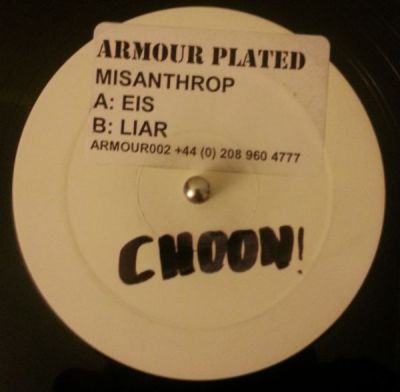 ARMOUR PLATED
MISANTHROP
A: EIS
B: LIAR
ARMOUR002 +44 (0) 208 960 4777
CHOON!